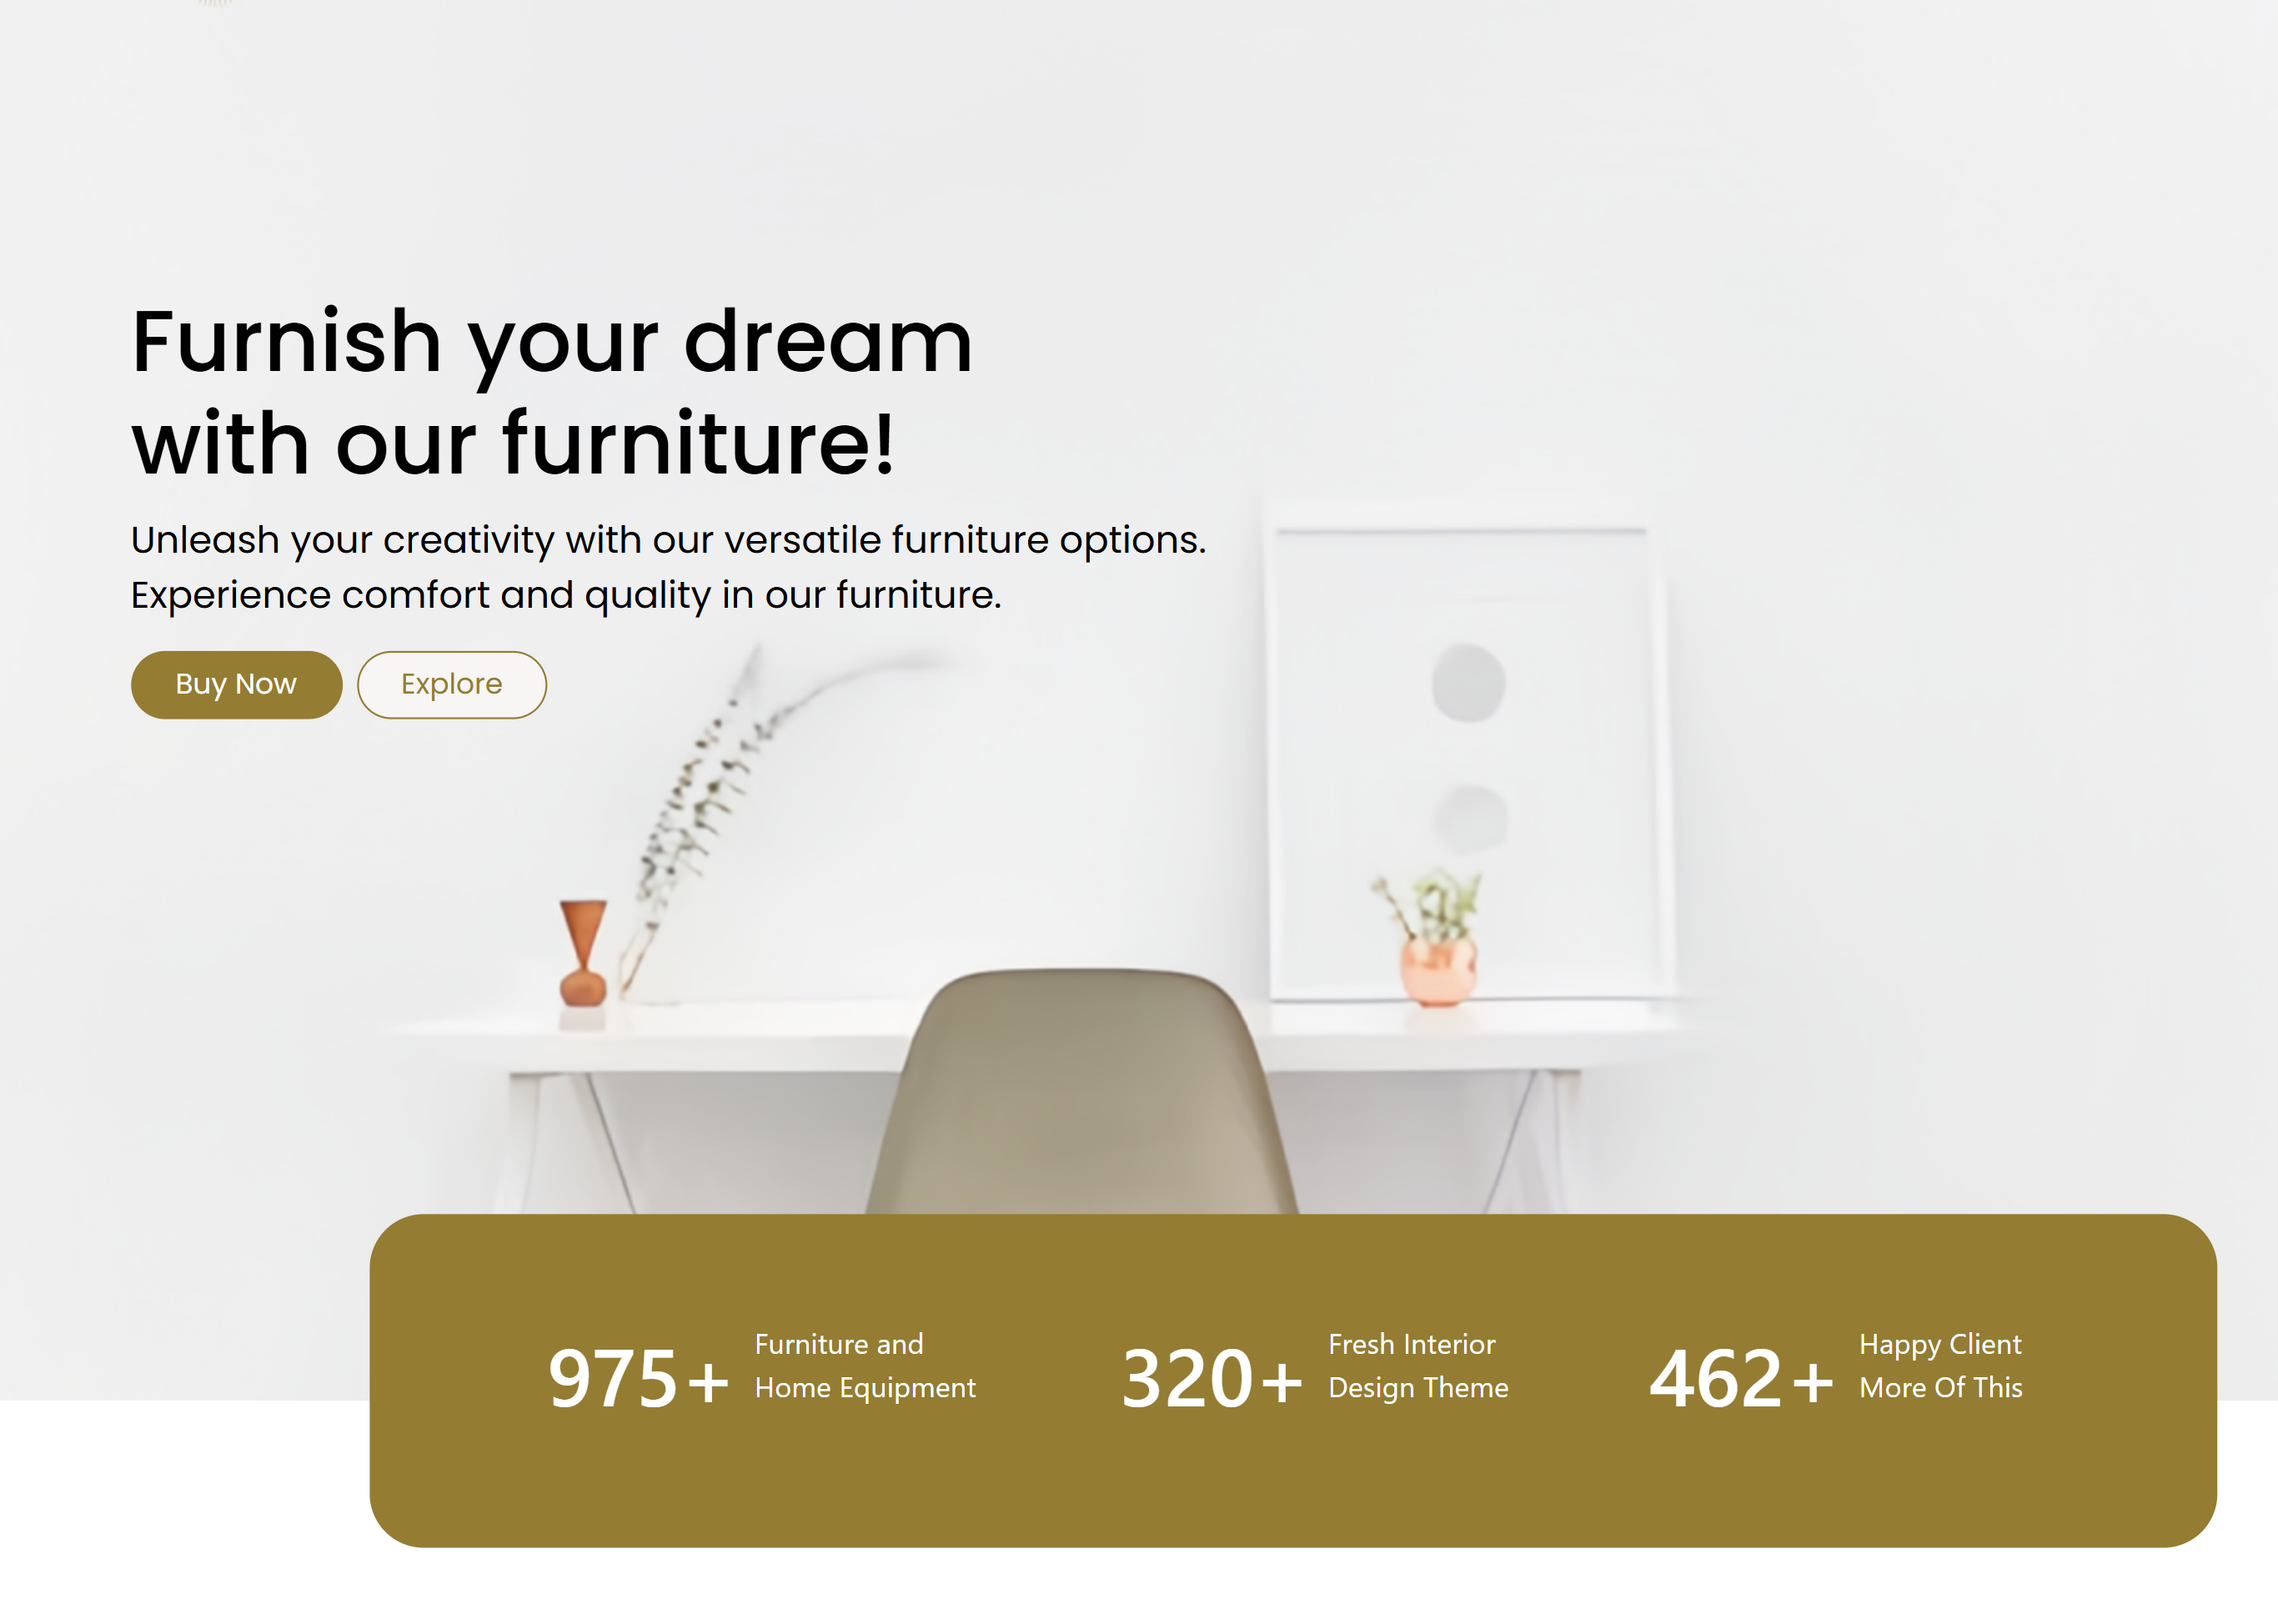 Furnish your dream
with our furniture!
Unleash your creativity with our versatile furniture options.
Experience comfort and quality in our furniture.
Buy Now
Explore
975+
Furniture and
Home Equipment
320+
Fresh Interior
Design Theme
462+
Happy Client
More Of This